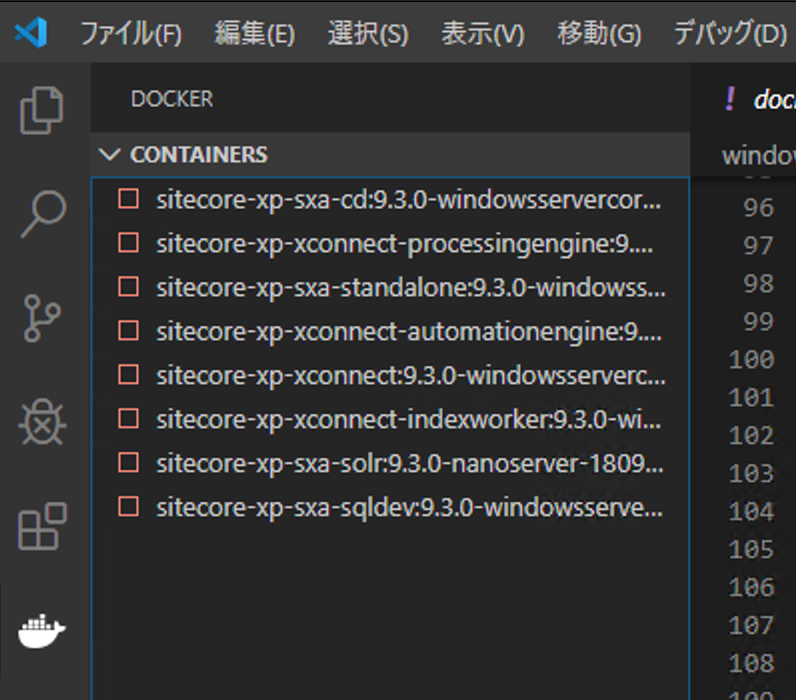 ファイル(F) 編集(E) 選択(S) 表示(V) 移動(G) デバッグ(D)
DOCKER
! doc
CONTAINERS
window
sitecore-xp-sxa-cd:9.3.0-windowsservercor...
sitecore-xp-xconnect-processingengine:9....
sitecore-xp-sxa-standalone:9.3.0-windowss...
sitecore-xp-xconnect-automationengine:9....
sitecore-xp-xconnect:9.3.0-windowsserverc...
sitecore-xp-xconnect-indexworker:9.3.0-wi...
sitecore-xp-sxa-solr:9.3.0-nanoserver-1809...
sitecore-xp-sxa-sqldev:9.3.0-windowsserve...
96
97
98
99
100
101
102
103
104
105
106
107
108